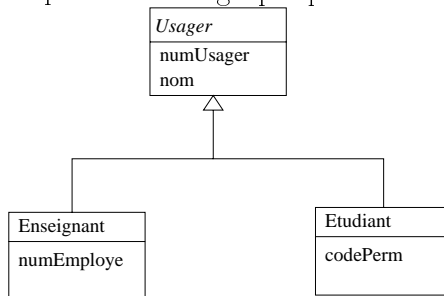 Usager
numUsager
nom
Enseignant
numEmploye
Etudiant
codePerm